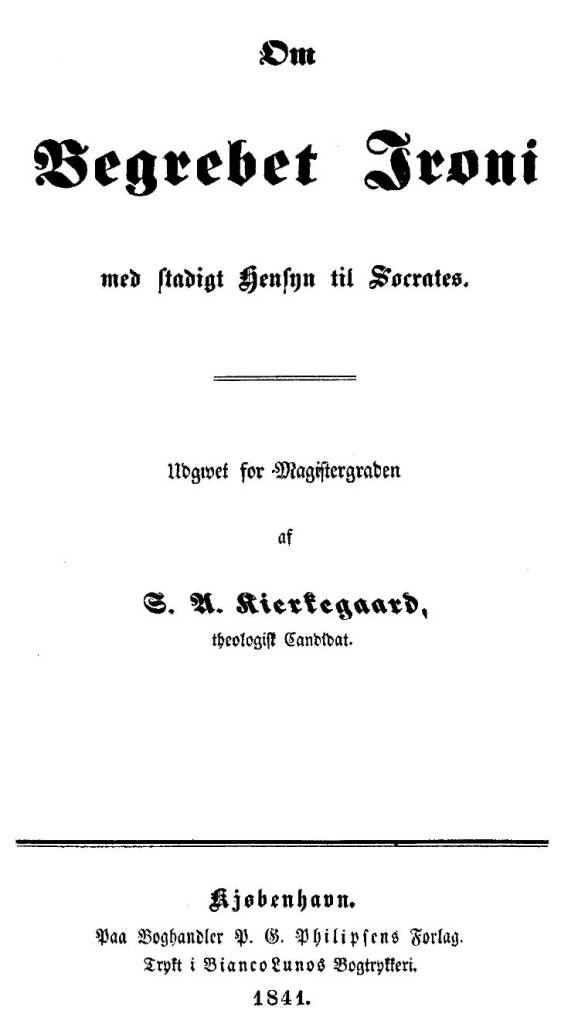 Om
Begrebet Ironi
med stadigt Hensyn til Socrates.
Udgivet for Magistergraden
af
S. A. Kierkegaard,
theologisk Candidat.
Kjøbenhavn.
Paa Boghandler P. G. Philipsens Forlag.
Trykt i Bianco Lunos Bogtrykkeri.
1841.